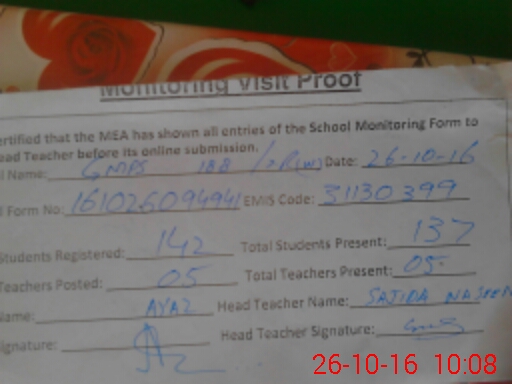 Monitoring Visit Proof
ertified that the MEA has shown all entries of the School Monitoring Form to
ead Teacher before its online submission.
l Name: GMPS 188 Date: 26-10-16
l Form No: 161026094941 EMIS Code: 31130399
Students Registered: 142 Total Students Present: 137
Teachers Posted: 05 Total Teachers Present: 05
Name: AYAZ Head Teacher Name: SAJIDA NASEEM
ignature: Head Teacher Signature:
26-10-16 10:08